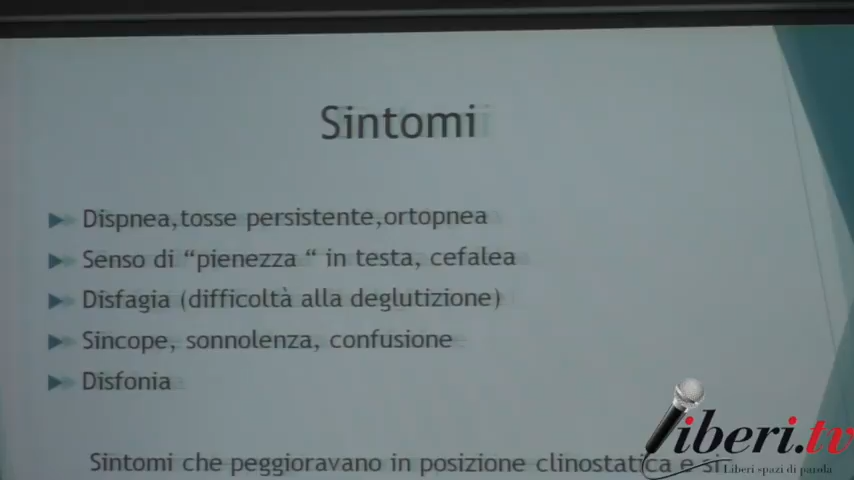 Sintomi
Dispnea,tosse persistente,ortopnea
Senso di “pienezza “ in testa, cefalea
Disfagia (difficoltà alla deglutizione)
Sincope, sonnolenza, confusione
Disfonia
Sintomi che peggioravano in posizione clinostatica e si
liberi.tv
Liberi spazi di parola